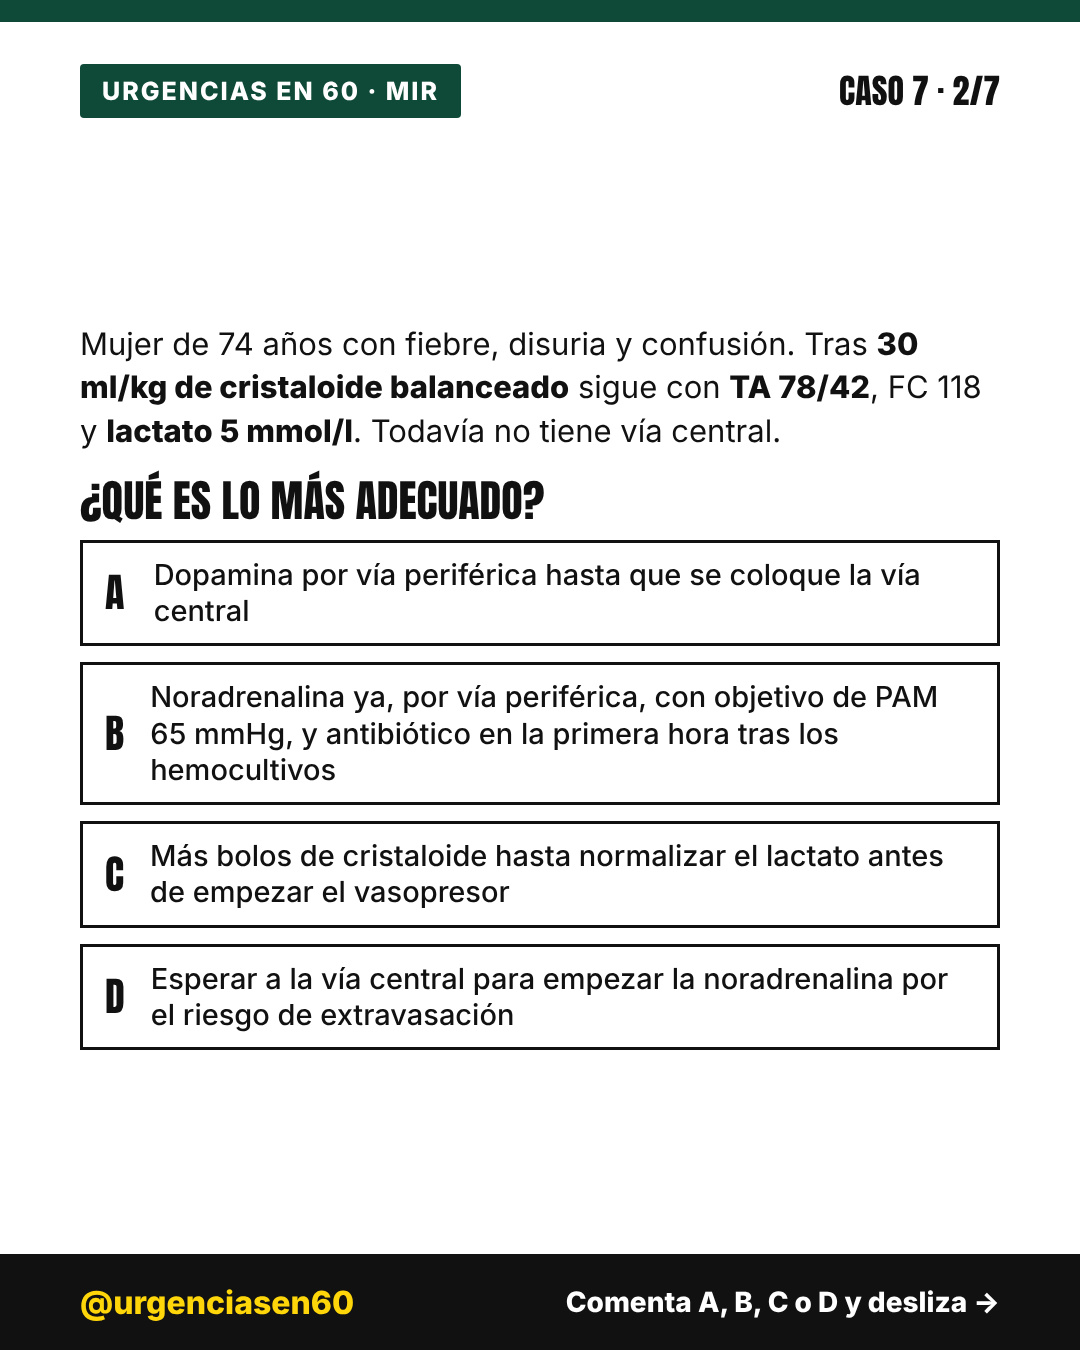 URGENCIAS EN 60 · MIR
CASO 7 · 2/7
Mujer de 74 años con fiebre, disuria y confusión. Tras 30
ml/kg de cristaloide balanceado sigue con TA 78/42, FC 118
y lactato 5 mmol/l. Todavía no tiene vía central.
¿QUÉ ES LO MÁS ADECUADO?
A
Dopamina por vía periférica hasta que se coloque la vía
central
B
Noradrenalina ya, por vía periférica, con objetivo de PAM
65 mmHg, y antibiótico en la primera hora tras los
hemocultivos
C
Más bolos de cristaloide hasta normalizar el lactato antes
de empezar el vasopresor
D
Esperar a la vía central para empezar la noradrenalina por
el riesgo de extravasación
@urgenciasen60
Comenta A, B, C o D y desliza →